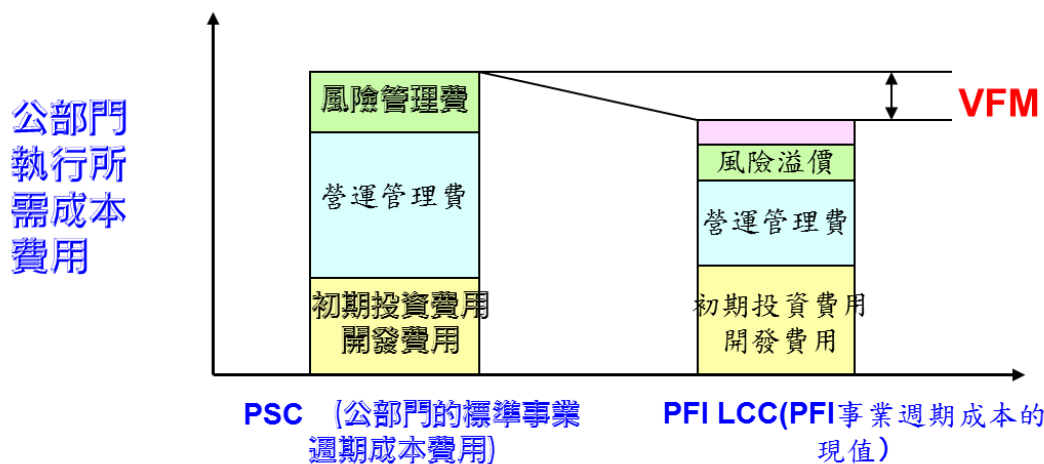 公部門
執行所
需成本
費用
風險管理費
營運管理費
初期投資費用
開發費用
風險溢價
營運管理費
初期投資費用
開發費用
VFM
PSC (公部門的標準事業
週期成本費用)
PFI LCC(PFI事業週期成本的
現值)